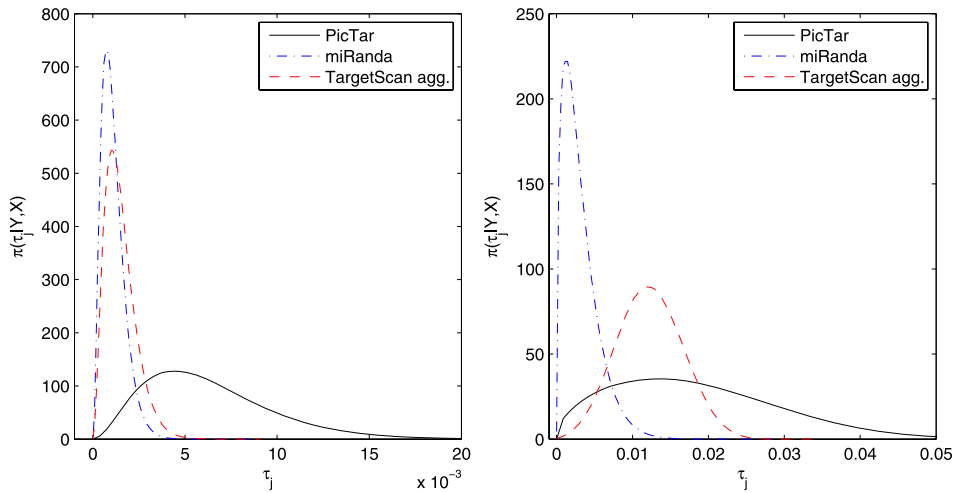 800
700
600
500
400
300
200
100
0
π(τj|Y,X)
PicTar
miRanda
TargetScan agg.
0 5 10 15 20
τj
x 10⁻³
250
200
150
100
50
0
π(τj|Y,X)
PicTar
miRanda
TargetScan agg.
0 0.01 0.02 0.03 0.04 0.05
τj